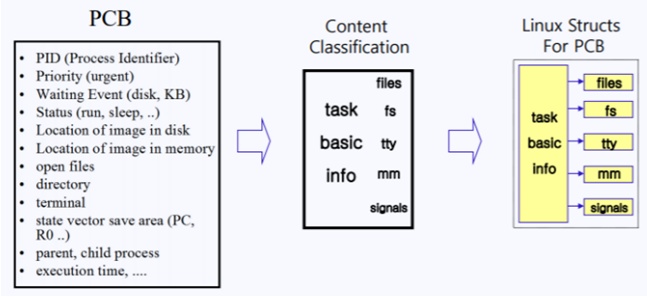 PCB
• PID (Process Identifier)
• Priority (urgent)
• Waiting Event (disk, KB)
• Status (run, sleep, ..)
• Location of image in disk
• Location of image in memory
• open files
• directory
• terminal
• state vector save area (PC,
R0 ..)
• parent, child process
• execution time, ....
Content
Classification
files
task fs
basic tty
info mm
signals
Linux Structs
For PCB
task
basic
info
files
fs
tty
mm
signals